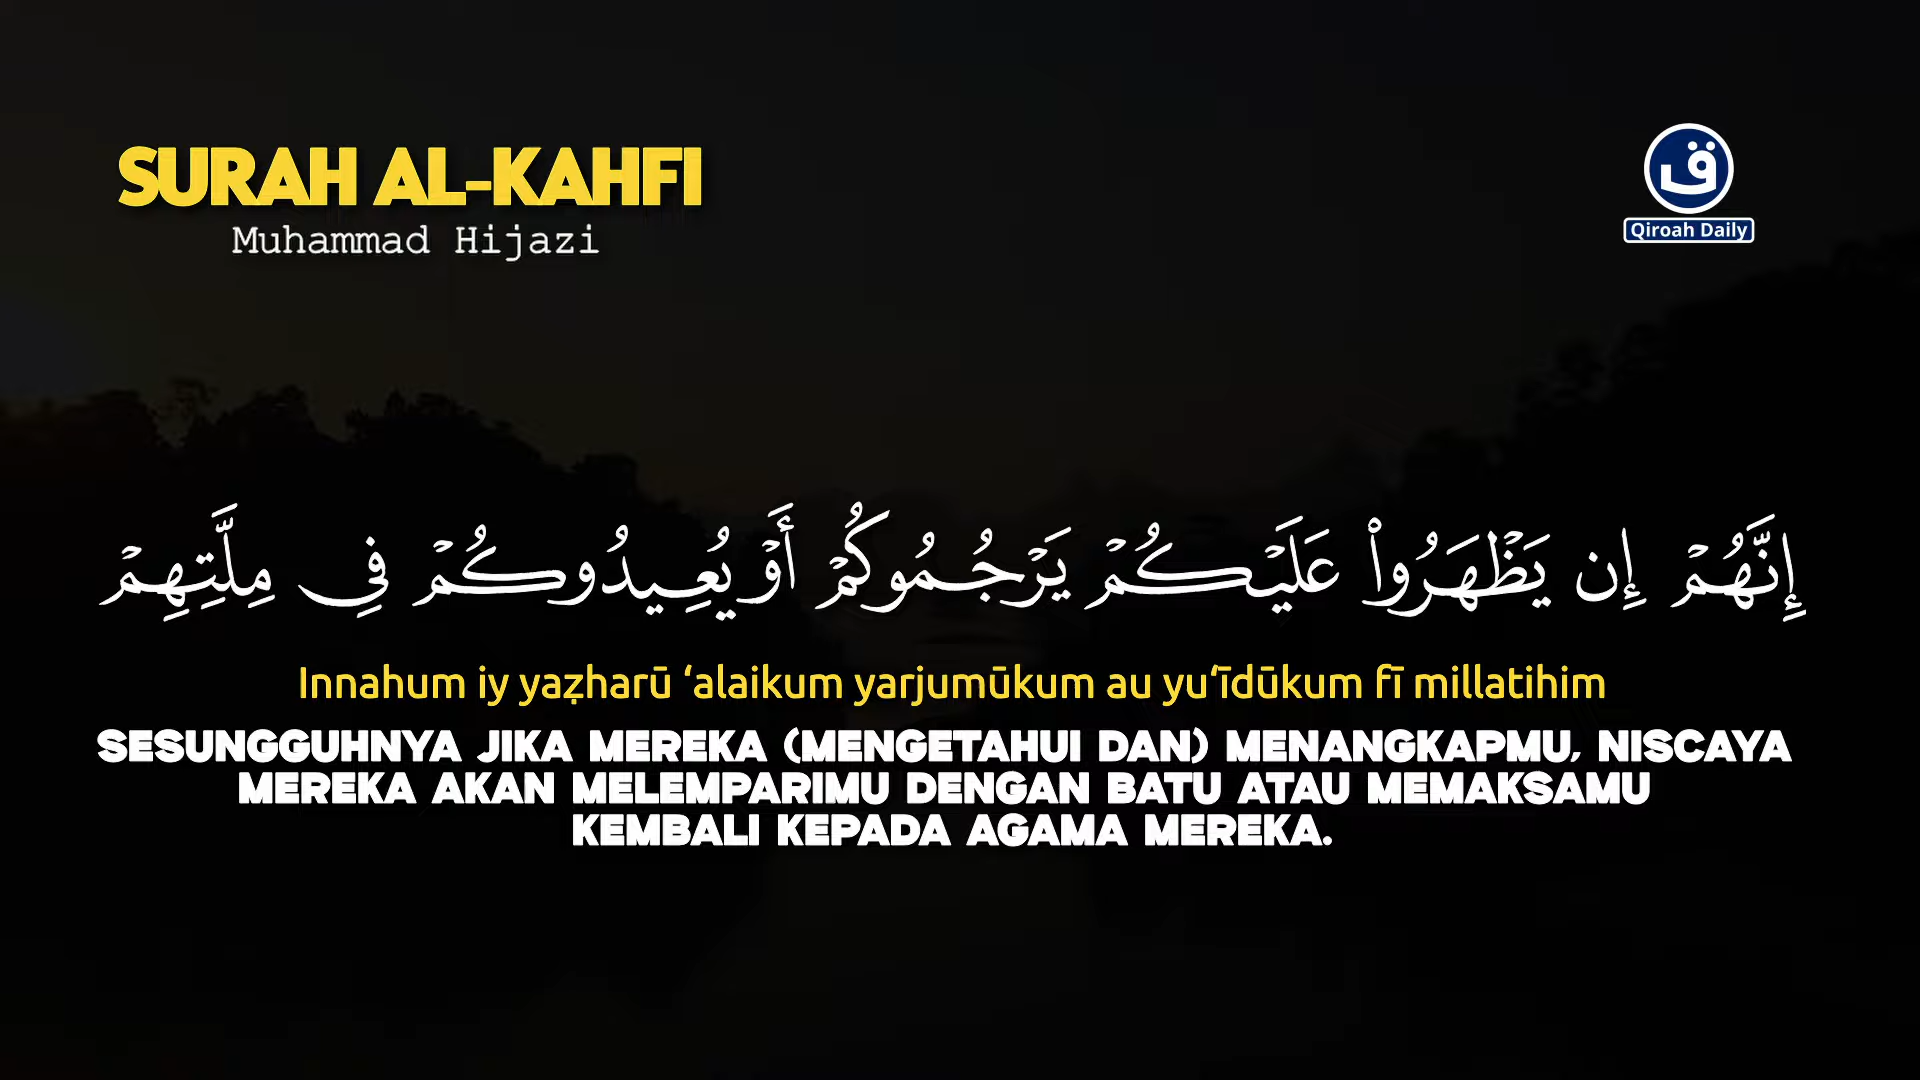 SURAH AL-KAHFI
Muhammad Hijazi
ق
Qiroah Daily
إِنَّهُمْ إِن يَظْهَرُوا۟ عَلَيْكُمْ يَرْجُمُوكُمْ أَوْ يُعِيدُوكُمْ فِى مِلَّتِهِمْ
Innahum iy yaẓharū ‘alaikum yarjumūkum au yu‘īdūkum fī millatihim
SESUNGGUHNYA JIKA MEREKA (MENGETAHUI DAN) MENANGKAPMU, NISCAYA
MEREKA AKAN MELEMPARIMU DENGAN BATU ATAU MEMAKSAMU
KEMBALI KEPADA AGAMA MEREKA.